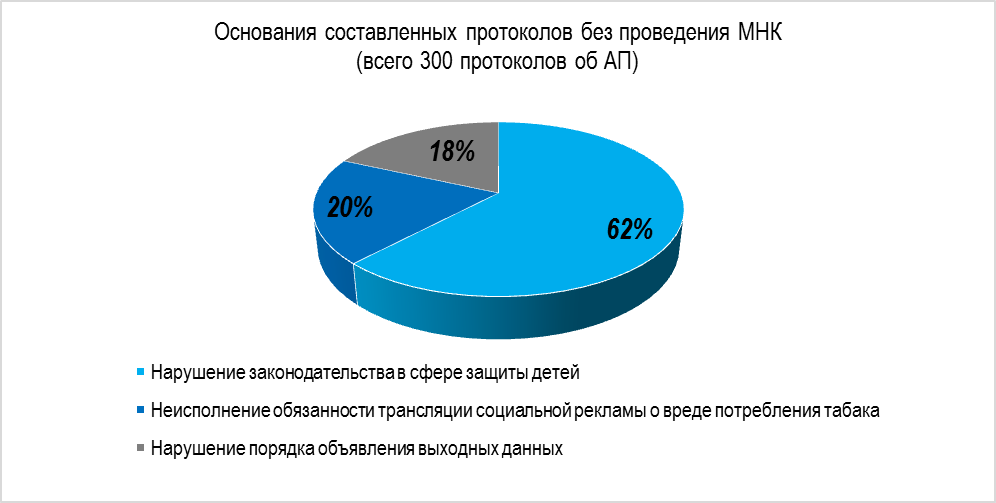 Основания составленных протоколов без проведения МНК
(всего 300 протоколов об АП)
18%
20%
62%
Нарушение законодательства в сфере защиты детей
Неисполнение обязанности трансляции социальной рекламы о вреде потребления табака
Нарушение порядка объявления выходных данных